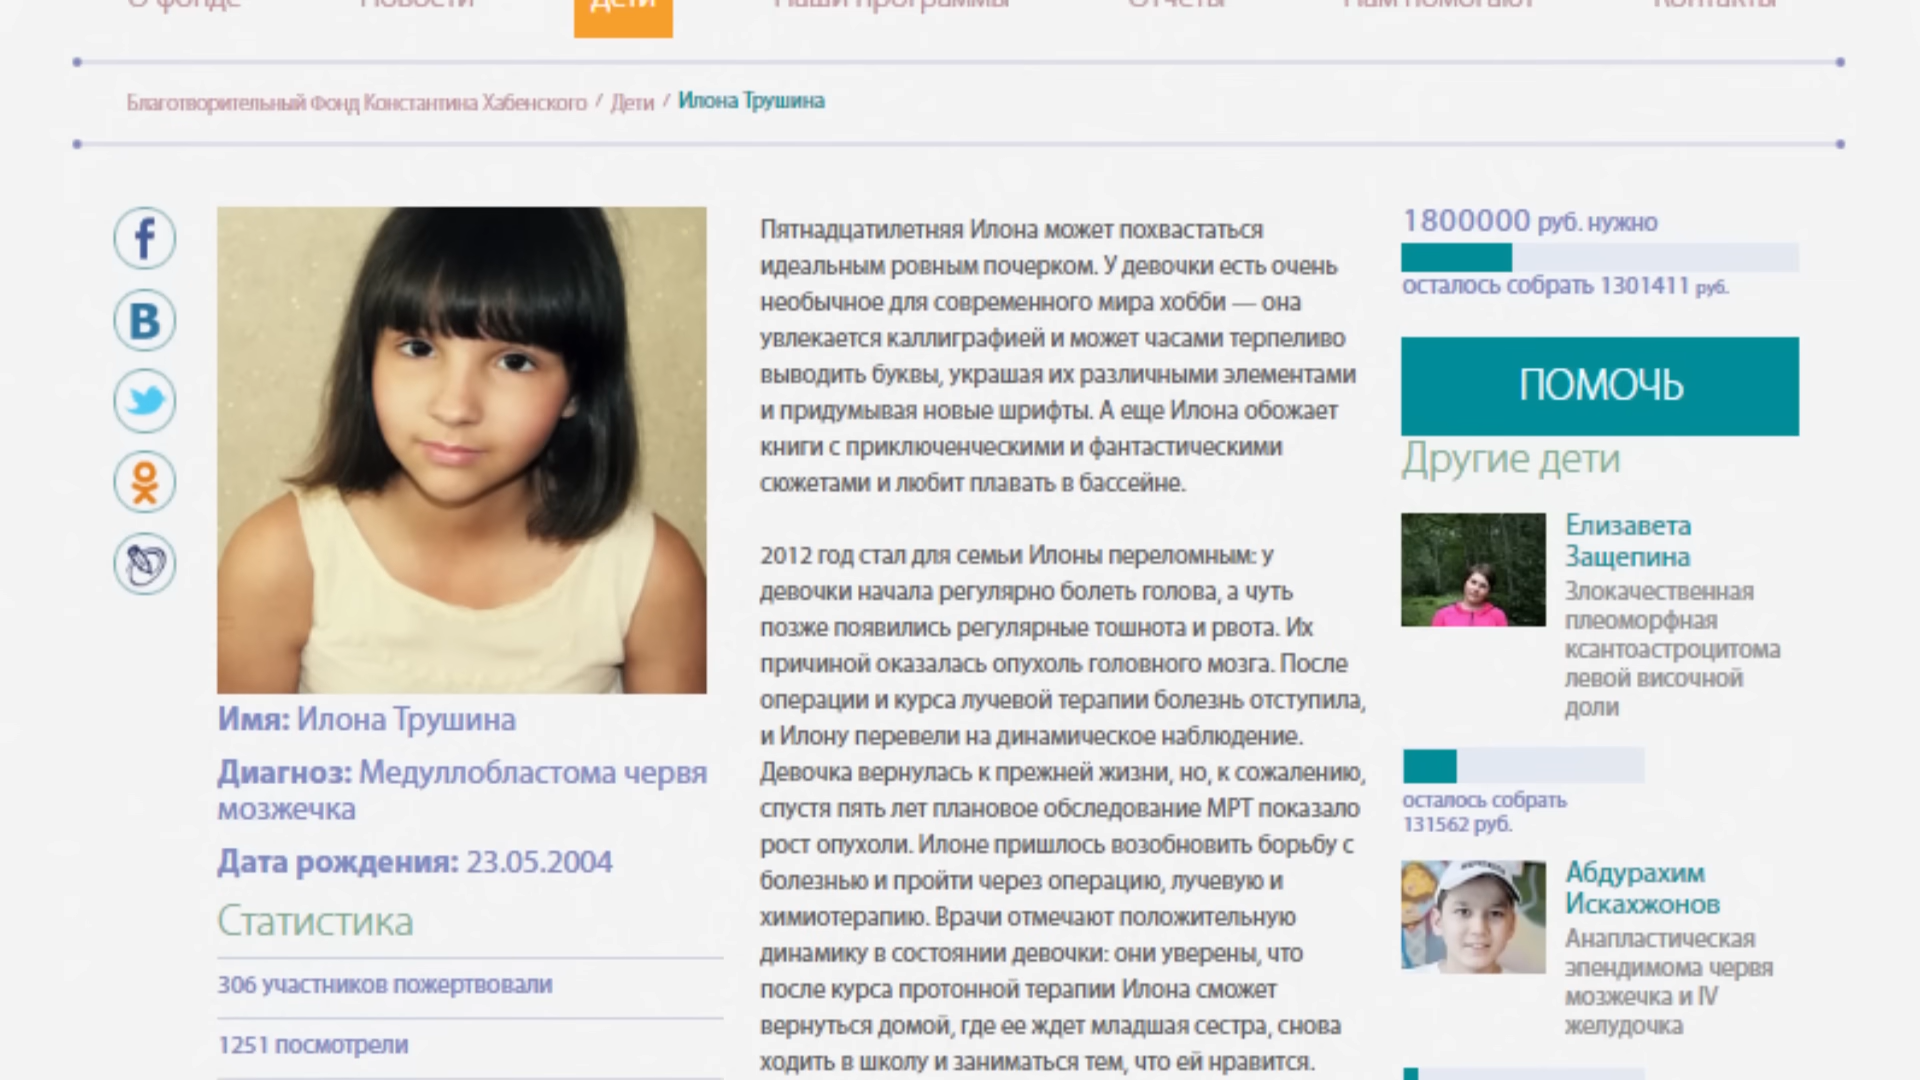 О фонде
Новости
Дети
Наши программы
Отчеты
Нам помогают
Контакты
Благотворительный Фонд Константина Хабенского / Дети / Илона Трушина
Имя: Илона Трушина
Диагноз: Медуллобластома червя
мозжечка
Дата рождения: 23.05.2004
Статистика
306 участников пожертвовали
1251 посмотрели
Пятнадцатилетняя Илона может похвастаться
идеальным ровным почерком. У девочки есть очень
необычное для современного мира хобби — она
увлекается каллиграфией и может часами терпеливо
выводить буквы, украшая их различными элементами
и придумывая новые шрифты. А еще Илона обожает
книги с приключенческими и фантастическими
сюжетами и любит плавать в бассейне.
2012 год стал для семьи Илоны переломным: у
девочки начала регулярно болеть голова, а чуть
позже появились регулярные тошнота и рвота. Их
причиной оказалась опухоль головного мозга. После
операции и курса лучевой терапии болезнь отступила,
и Илону перевели на динамическое наблюдение.
Девочка вернулась к прежней жизни, но, к сожалению,
спустя пять лет плановое обследование МРТ показало
рост опухоли. Илоне пришлось возобновить борьбу с
болезнью и пройти через операцию, лучевую и
химиотерапию. Врачи отмечают положительную
динамику в состоянии девочки: они уверены, что
после курса протонной терапии Илона сможет
вернуться домой, где ее ждет младшая сестра, снова
ходить в школу и заниматься тем, что ей нравится.
1800000 руб. нужно
осталось собрать 1301411 руб.
ПОМОЧЬ
Другие дети
Елизавета
Защепина
Злокачественная
плеоморфная
ксантоастроцитома
левой височной
доли
осталось собрать
131562 руб.
Абдурахим
Искахжонов
Анапластическая
эпендимома червя
мозжечка и IV
желудочка